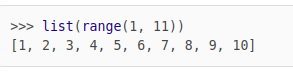 >>> list(range(1, 11))
[1, 2, 3, 4, 5, 6, 7, 8, 9, 10]